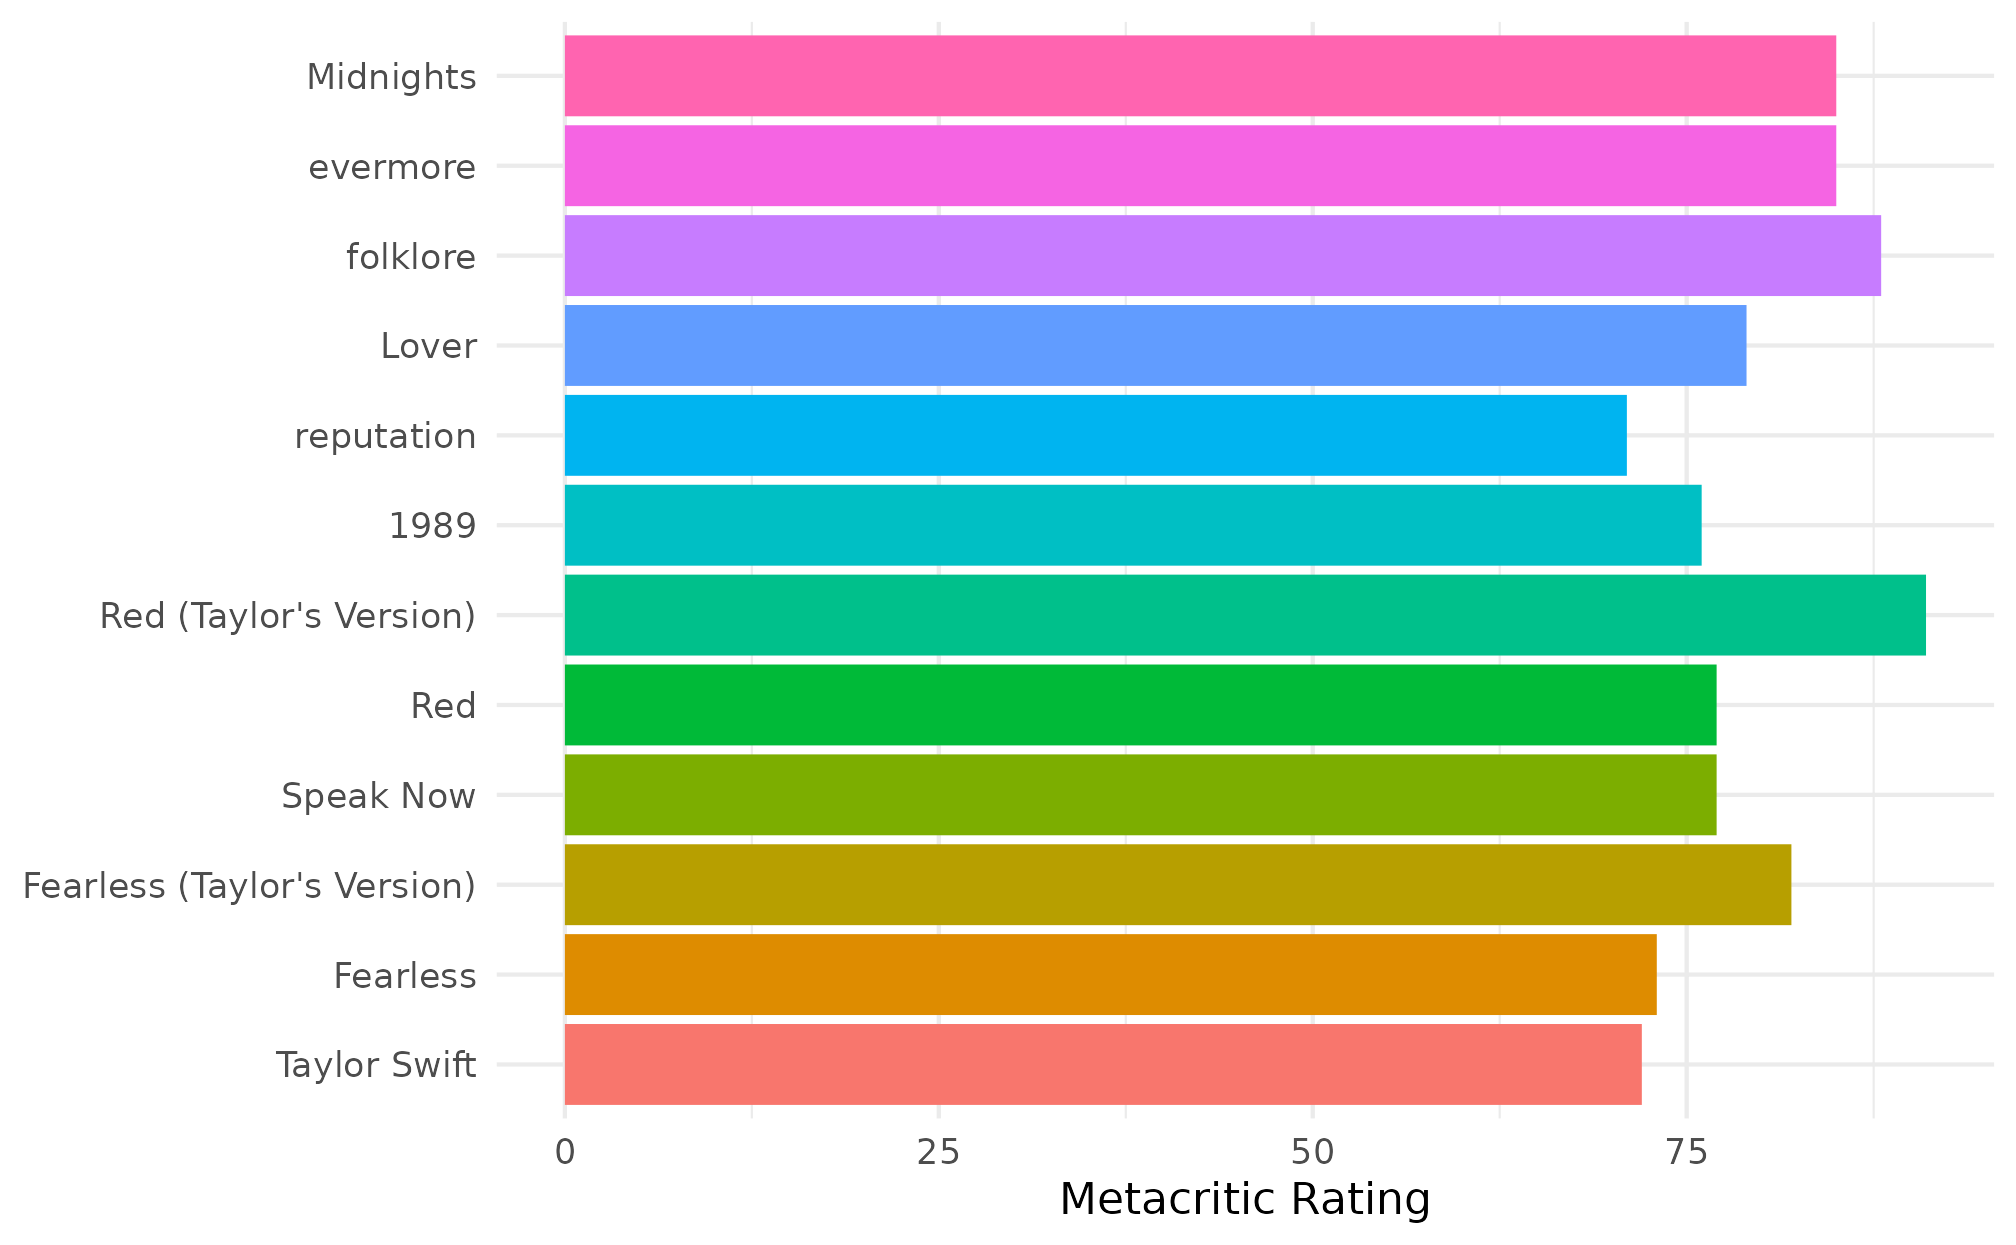 Midnights
evermore
folklore
Lover
reputation
1989
Red (Taylor's Version)
Red
Speak Now
Fearless (Taylor's Version)
Fearless
Taylor Swift
0 25 50 75
Metacritic Rating